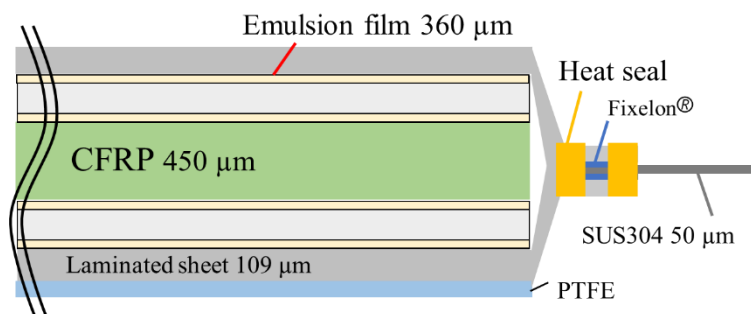 Emulsion film 360 µm
Heat seal
Fixelon®
CFRP 450 µm
SUS304 50 µm
Laminated sheet 109 µm
PTFE